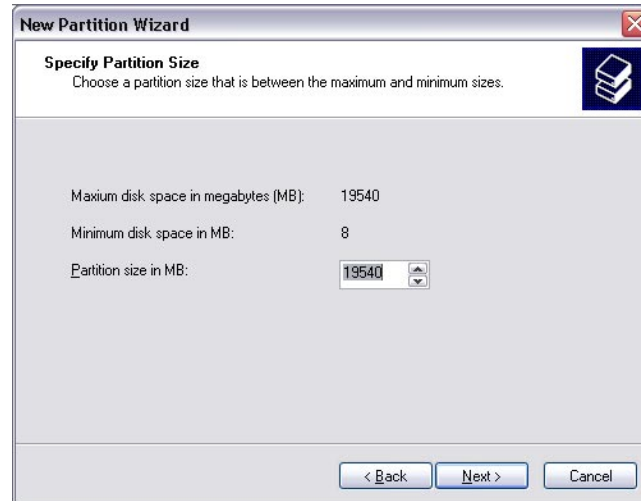 New Partition Wizard
Specify Partition Size
Choose a partition size that is between the maximum and minimum sizes.
Maxium disk space in megabytes (MB): 19540
Minimum disk space in MB: 8
Partition size in MB: 19540
< Back Next > Cancel